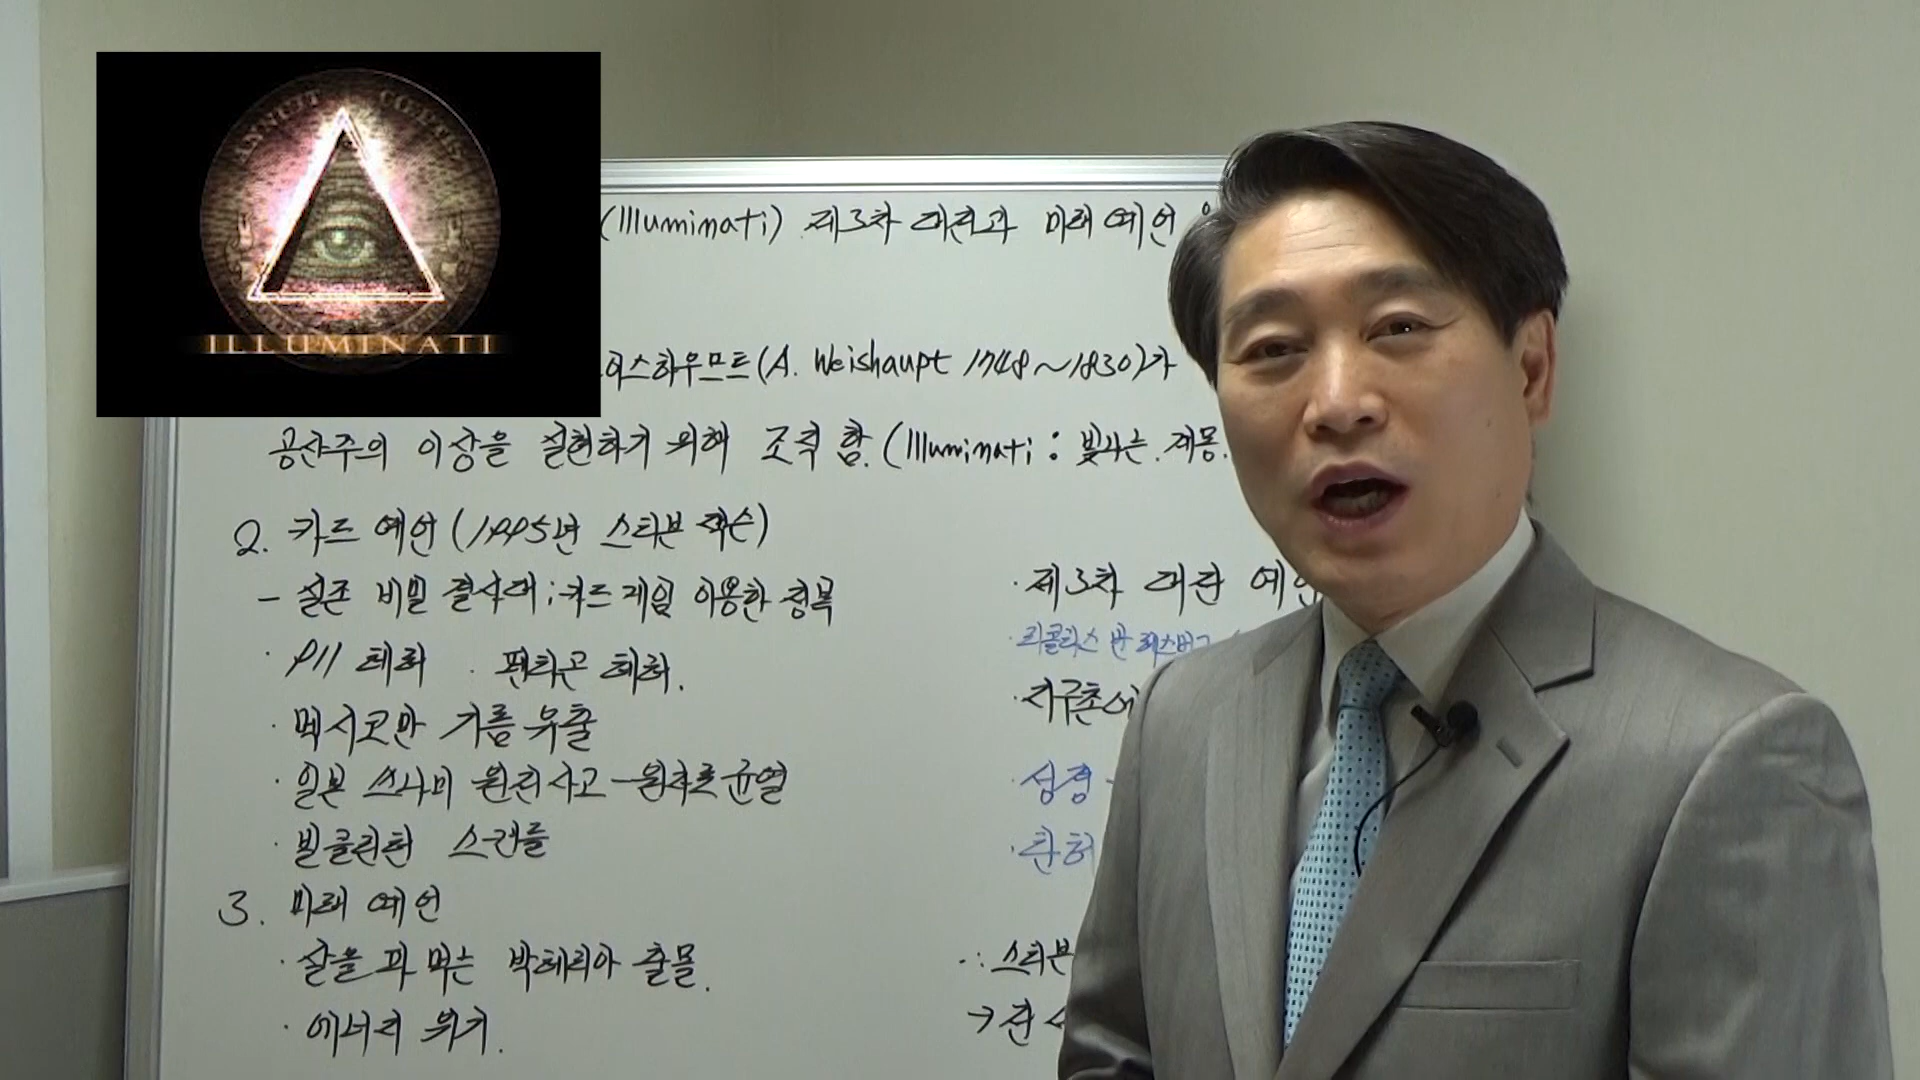 ANNUIT COEPTIS
ILLUMINATI
(Illuminati) 제3차 대전과 미래 예언
스하우프트(A. Weishaupt 1748~1830)가
공산주의 이상을 실현하기 위해 조직함. (Illuminati : 빛나는. 계몽.
2. 카드 예언 (1995년 스티븐 잭슨)
- 실존 비밀 결사대 ; 카드게임 이용한 정복
· 제3차 대전 예언
· 911 테러 · 펜타곤 테러.
· 멕시코만 기름 유출
· 지구촌에
· 일본 쓰나미 원전사고 - 원자로 균열
· 성경 -
· 빌클린턴 스캔들
3. 미래 예언
· 살을 파 먹는 박테리아 출몰.
∴ 스티븐
· 에너지 위기.
→